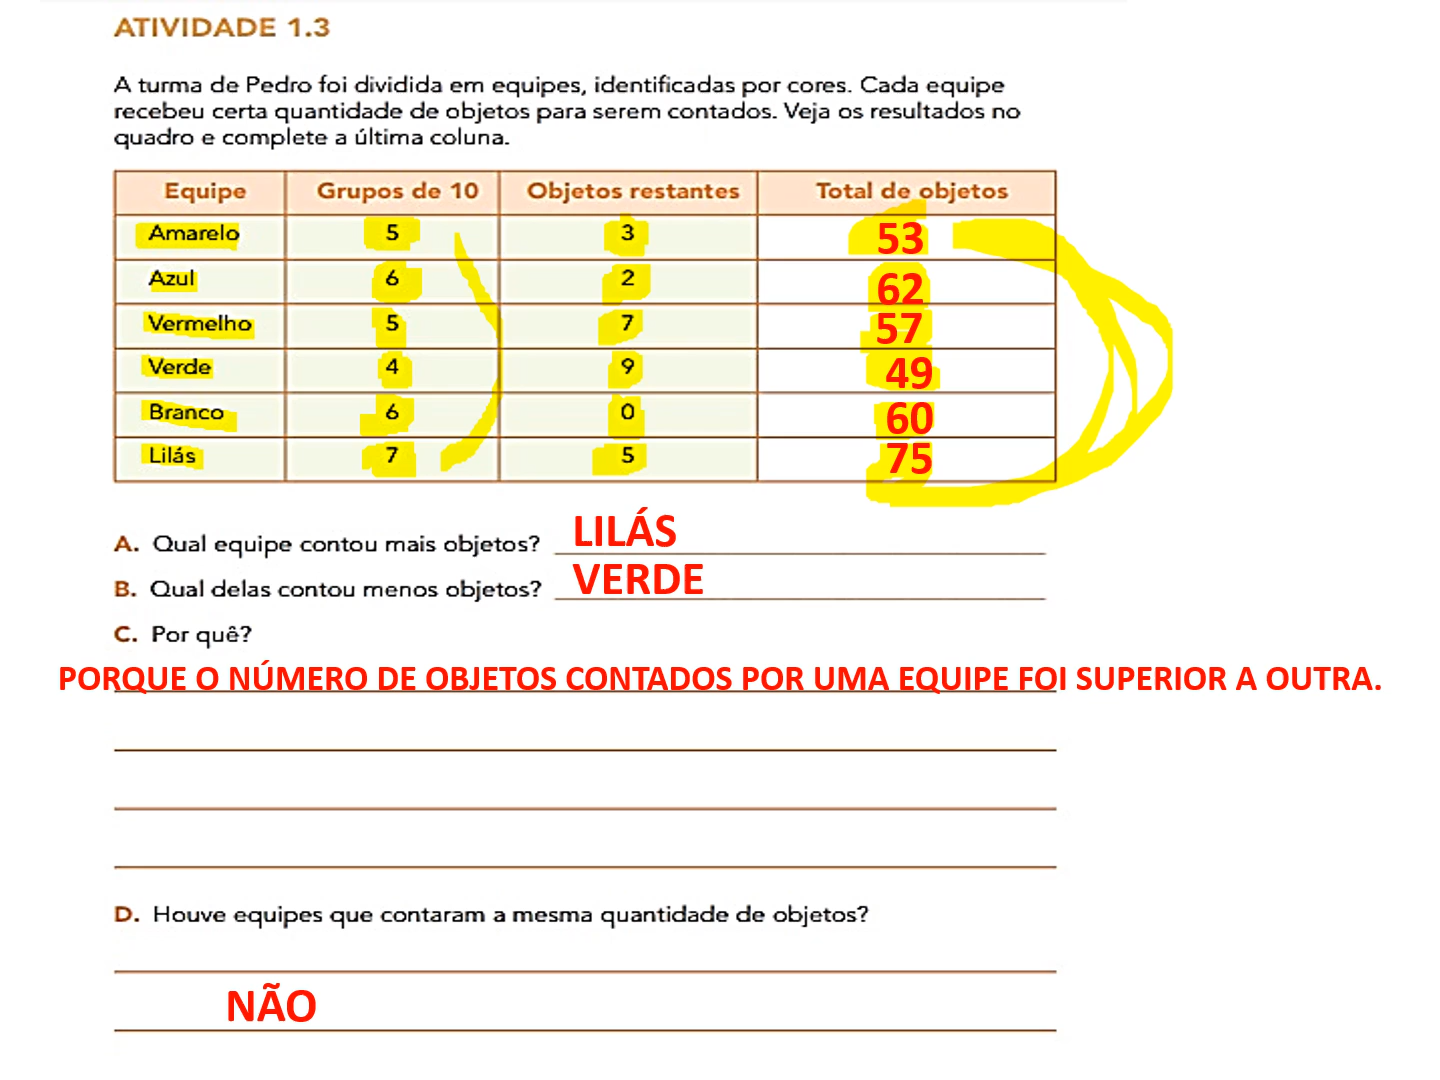 ATIVIDADE 1.3
A turma de Pedro foi dividida em equipes, identificadas por cores. Cada equipe
recebeu certa quantidade de objetos para serem contados. Veja os resultados no
quadro e complete a última coluna.
Equipe Grupos de 10 Objetos restantes Total de objetos
Amarelo 5 3 53
Azul 6 2 62
Vermelho 5 7 57
Verde 4 9 49
Branco 6 0 60
Lilás 7 5 75
A. Qual equipe contou mais objetos? LILÁS
B. Qual delas contou menos objetos? VERDE
C. Por quê?
PORQUE O NÚMERO DE OBJETOS CONTADOS POR UMA EQUIPE FOI SUPERIOR A OUTRA.
D. Houve equipes que contaram a mesma quantidade de objetos?
NÃO